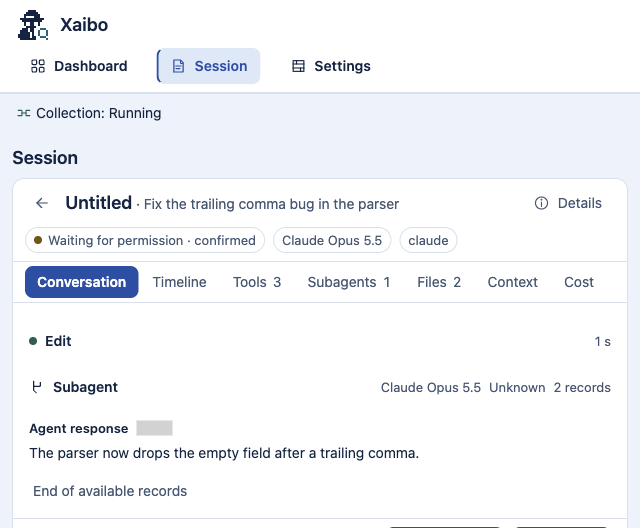 Xaibo
Dashboard Session Settings
Collection: Running
Session
Untitled · Fix the trailing comma bug in the parser Details
Waiting for permission · confirmed Claude Opus 5.5 claude
Conversation Timeline Tools 3 Subagents 1 Files 2 Context Cost
Edit 1 s
Subagent Claude Opus 5.5 Unknown 2 records
Agent response
The parser now drops the empty field after a trailing comma.
End of available records